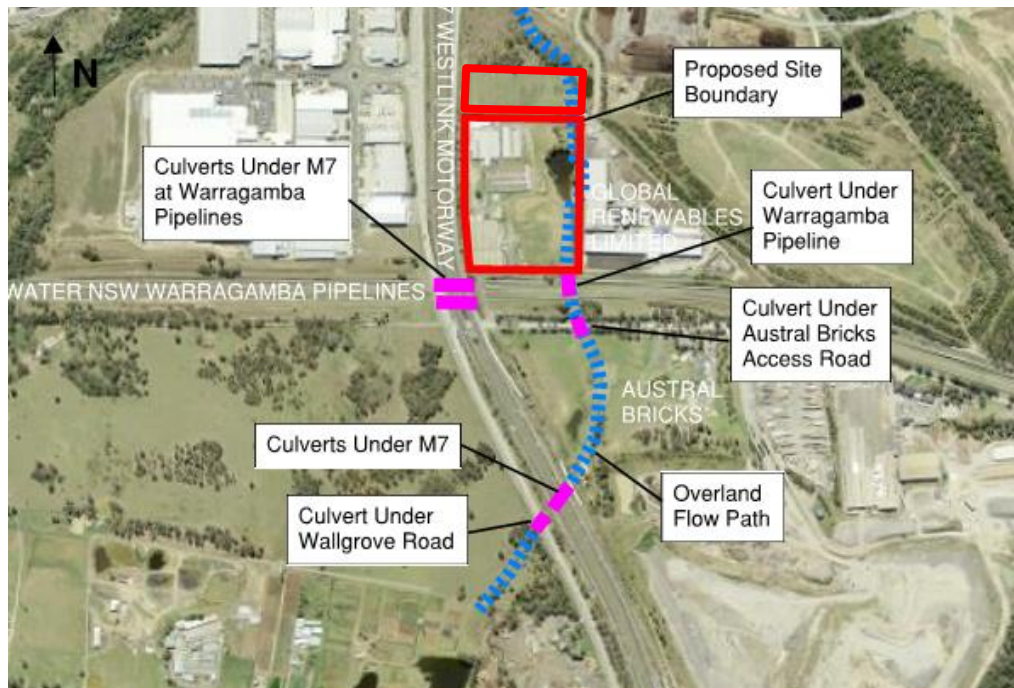 N
7 WESTLINK MOTORWAY
Proposed Site
Boundary
Culverts Under M7
at Warragamba
Pipelines
GLOBAL
RENEWABLES
LIMITED
Culvert Under
Warragamba
Pipeline
WATER NSW WARRAGAMBA PIPELINES
Culvert Under
Austral Bricks
Access Road
AUSTRAL
BRICKS
Culverts Under M7
Overland
Flow Path
Culvert Under
Wallgrove Road